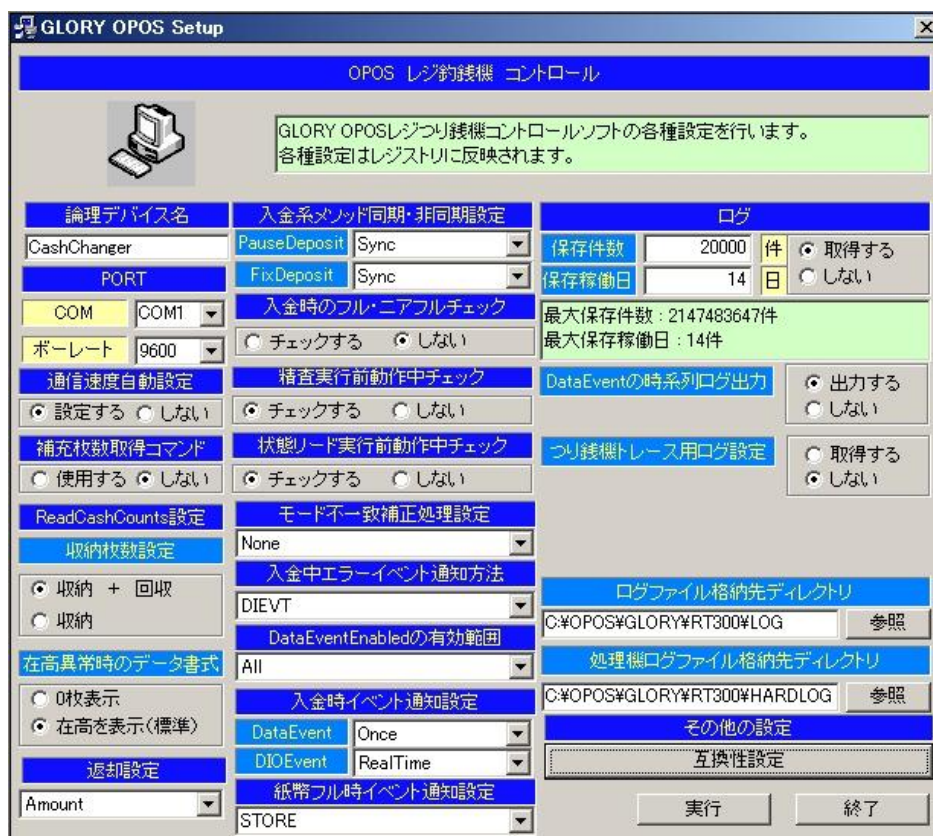 GLORY OPOS Setup
OPOS レジ釣銭機 コントロール
GLORY OPOSレジつり銭機コントロールソフトの各種設定を行います。
各種設定はレジストリに反映されます。
論理デバイス名
CashChanger
PORT
COM COM1
ボーレート 9600
通信速度自動設定
設定する しない
補充枚数取得コマンド
使用する しない
ReadCashCounts設定
収納枚数設定
収納 + 回収
収納
在高異常時のデータ書式
0枚表示
在高を表示(標準)
返却設定
Amount
入金系メソッド同期・非同期設定
PauseDeposit Sync
FixDeposit Sync
入金時のフル・ニアフルチェック
チェックする しない
精査実行前動作中チェック
チェックする しない
状態リード実行前動作中チェック
チェックする しない
モード不一致補正処理設定
None
入金中エラーイベント通知方法
DIEVT
DataEventEnabledの有効範囲
All
入金時イベント通知設定
DataEvent Once
DIOEvent RealTime
紙幣フル時イベント通知設定
STORE
ログ
保存件数 20000 件 取得する
保存稼働日 14 日 しない
最大保存件数:2147483647件
最大保存稼働日:14件
DataEventの時系列ログ出力 出力する
しない
つり銭機トレース用ログ設定 取得する
しない
ログファイル格納先ディレクトリ
C:¥OPOS¥GLORY¥RT300¥LOG 参照
処理機ログファイル格納先ディレクトリ
C:¥OPOS¥GLORY¥RT300¥HARDLOG 参照
その他の設定
互換性設定
実行 終了